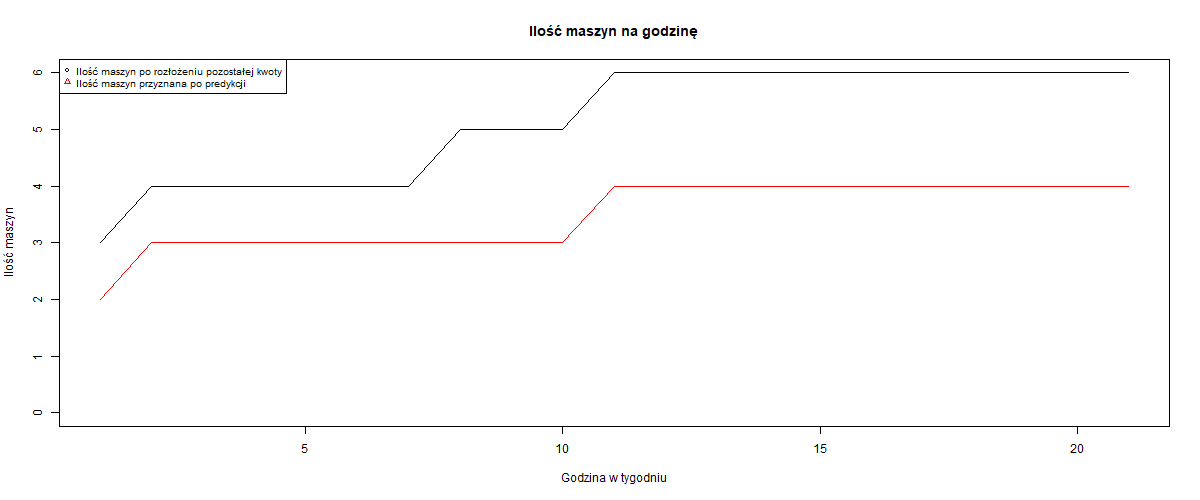 Ilość maszyn na godzinę
Ilość maszyn po rozłożeniu pozostałej kwoty
Ilość maszyn przyznana po predykcji
6
5
4
3
2
1
0
Ilość maszyn
5 10 15 20
Godzina w tygodniu